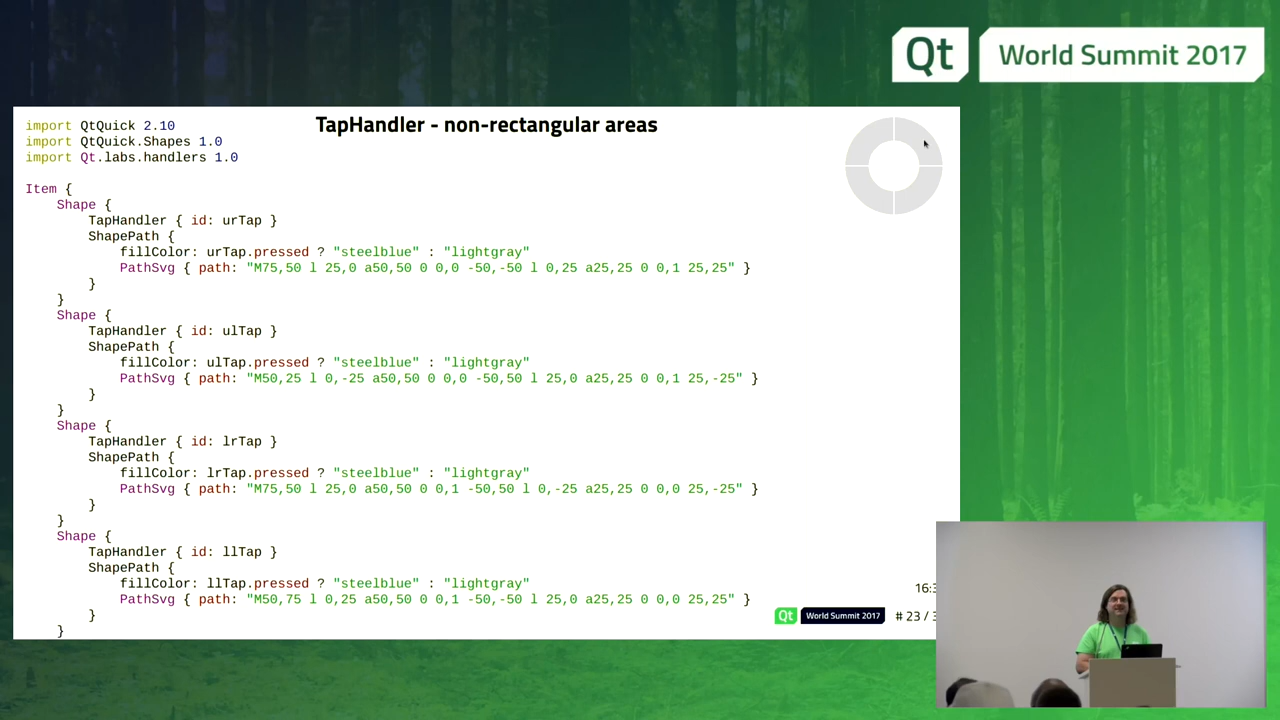 Qt World Summit 2017
TapHandler - non-rectangular areas
import QtQuick 2.10
import QtQuick.Shapes 1.0
import Qt.labs.handlers 1.0
Item {
Shape {
TapHandler { id: urTap }
ShapePath {
fillColor: urTap.pressed ? "steelblue" : "lightgray"
PathSvg { path: "M75,50 l 25,0 a50,50 0 0,0 -50,-50 l 0,25 a25,25 0 0,1 25,25" }
}
}
Shape {
TapHandler { id: ulTap }
ShapePath {
fillColor: ulTap.pressed ? "steelblue" : "lightgray"
PathSvg { path: "M50,25 l 0,-25 a50,50 0 0,0 -50,50 l 25,0 a25,25 0 0,1 25,-25" }
}
}
Shape {
TapHandler { id: lrTap }
ShapePath {
fillColor: lrTap.pressed ? "steelblue" : "lightgray"
PathSvg { path: "M75,50 l 25,0 a50,50 0 0,1 -50,50 l 0,-25 a25,25 0 0,0 25,-25" }
}
}
Shape {
TapHandler { id: llTap }
ShapePath {
fillColor: llTap.pressed ? "steelblue" : "lightgray"
PathSvg { path: "M50,75 l 0,25 a50,50 0 0,1 -50,-50 l 25,0 a25,25 0 0,0 25,25" }
}
}
16:3
Qt World Summit 2017 # 23 / 3